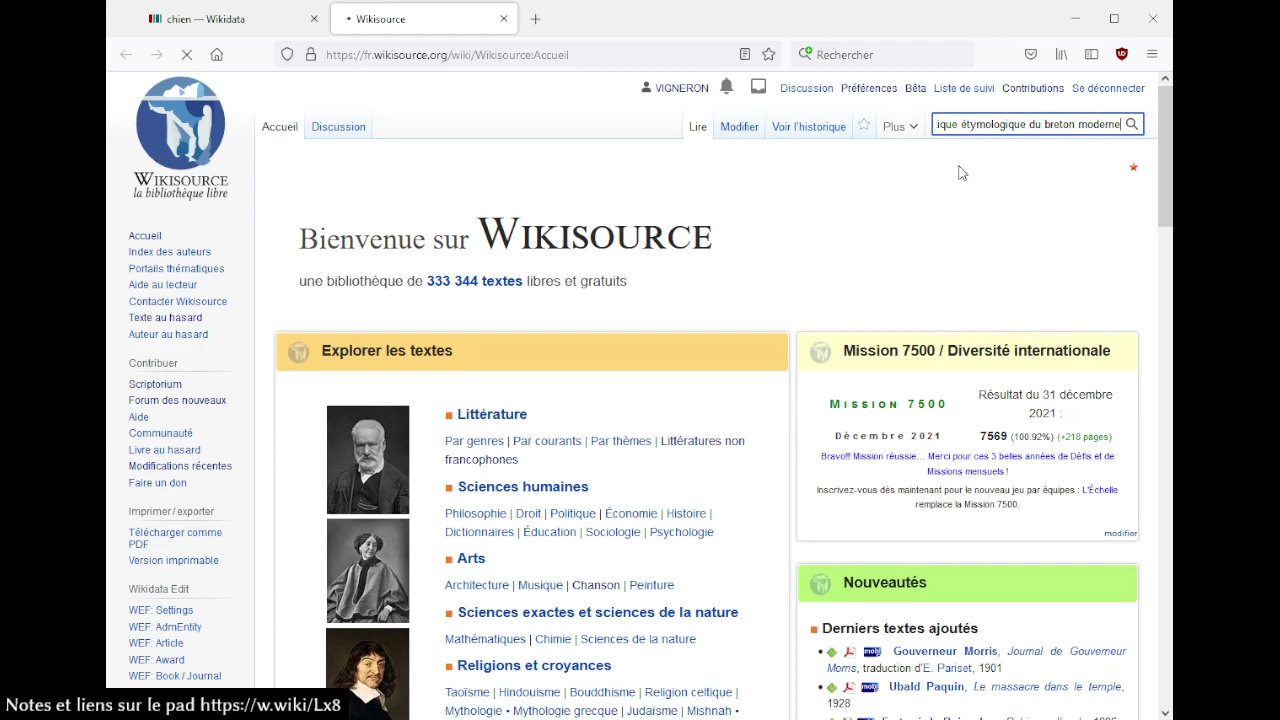 chien — Wikidata
Wikisource
https://fr.wikisource.org/wiki/Wikisource:Accueil
Rechercher
VIGNERON
Discussion
Préférences
Bêta
Liste de suivi
Contributions
Se déconnecter
Accueil
Discussion
Lire
Modifier
Voir l'historique
Plus
ique étymologique du breton moderne
WIKISOURCE
la bibliothèque libre
Accueil
Index des auteurs
Portails thématiques
Aide au lecteur
Contacter Wikisource
Texte au hasard
Auteur au hasard
Contribuer
Scriptorium
Forum des nouveaux
Aide
Communauté
Livre au hasard
Modifications récentes
Faire un don
Imprimer / exporter
Télécharger comme
PDF
Version imprimable
Wikidata Edit
WEF: Settings
WEF: AdmEntity
WEF: Article
WEF: Award
WEF: Book / Journal
Bienvenue sur WIKISOURCE
une bibliothèque de 333 344 textes libres et gratuits
Explorer les textes
Littérature
Par genres | Par courants | Par thèmes | Littératures non
francophones
Sciences humaines
Philosophie | Droit | Politique | Économie | Histoire |
Dictionnaires | Éducation | Sociologie | Psychologie
Arts
Architecture | Musique | Chanson | Peinture
Sciences exactes et sciences de la nature
Mathématiques | Chimie | Sciences de la nature
Religions et croyances
Taoïsme | Hindouisme | Bouddhisme | Religion celtique |
Mythologie • Mythologie grecque | Judaïsme | Mishnah •
Mission 7500 / Diversité internationale
Mission 7500
Décembre 2021
Résultat du 31 décembre
2021 :
7569 (100.92%) (+218 pages)
Bravo!!! Mission réussie… Merci pour ces 3 belles années de Défis et de
Missions mensuels !
Inscrivez-vous dès maintenant pour le nouveau jeu par équipes : L'Échelle
remplace la Mission 7500.
modifier
Nouveautés
Derniers textes ajoutés
Gouverneur Morris, Journal de Gouverneur
Morris, traduction d'E. Pariset, 1901
Ubald Paquin, Le massacre dans le temple,
1928
Notes et liens sur le pad https://w.wiki/Lx8